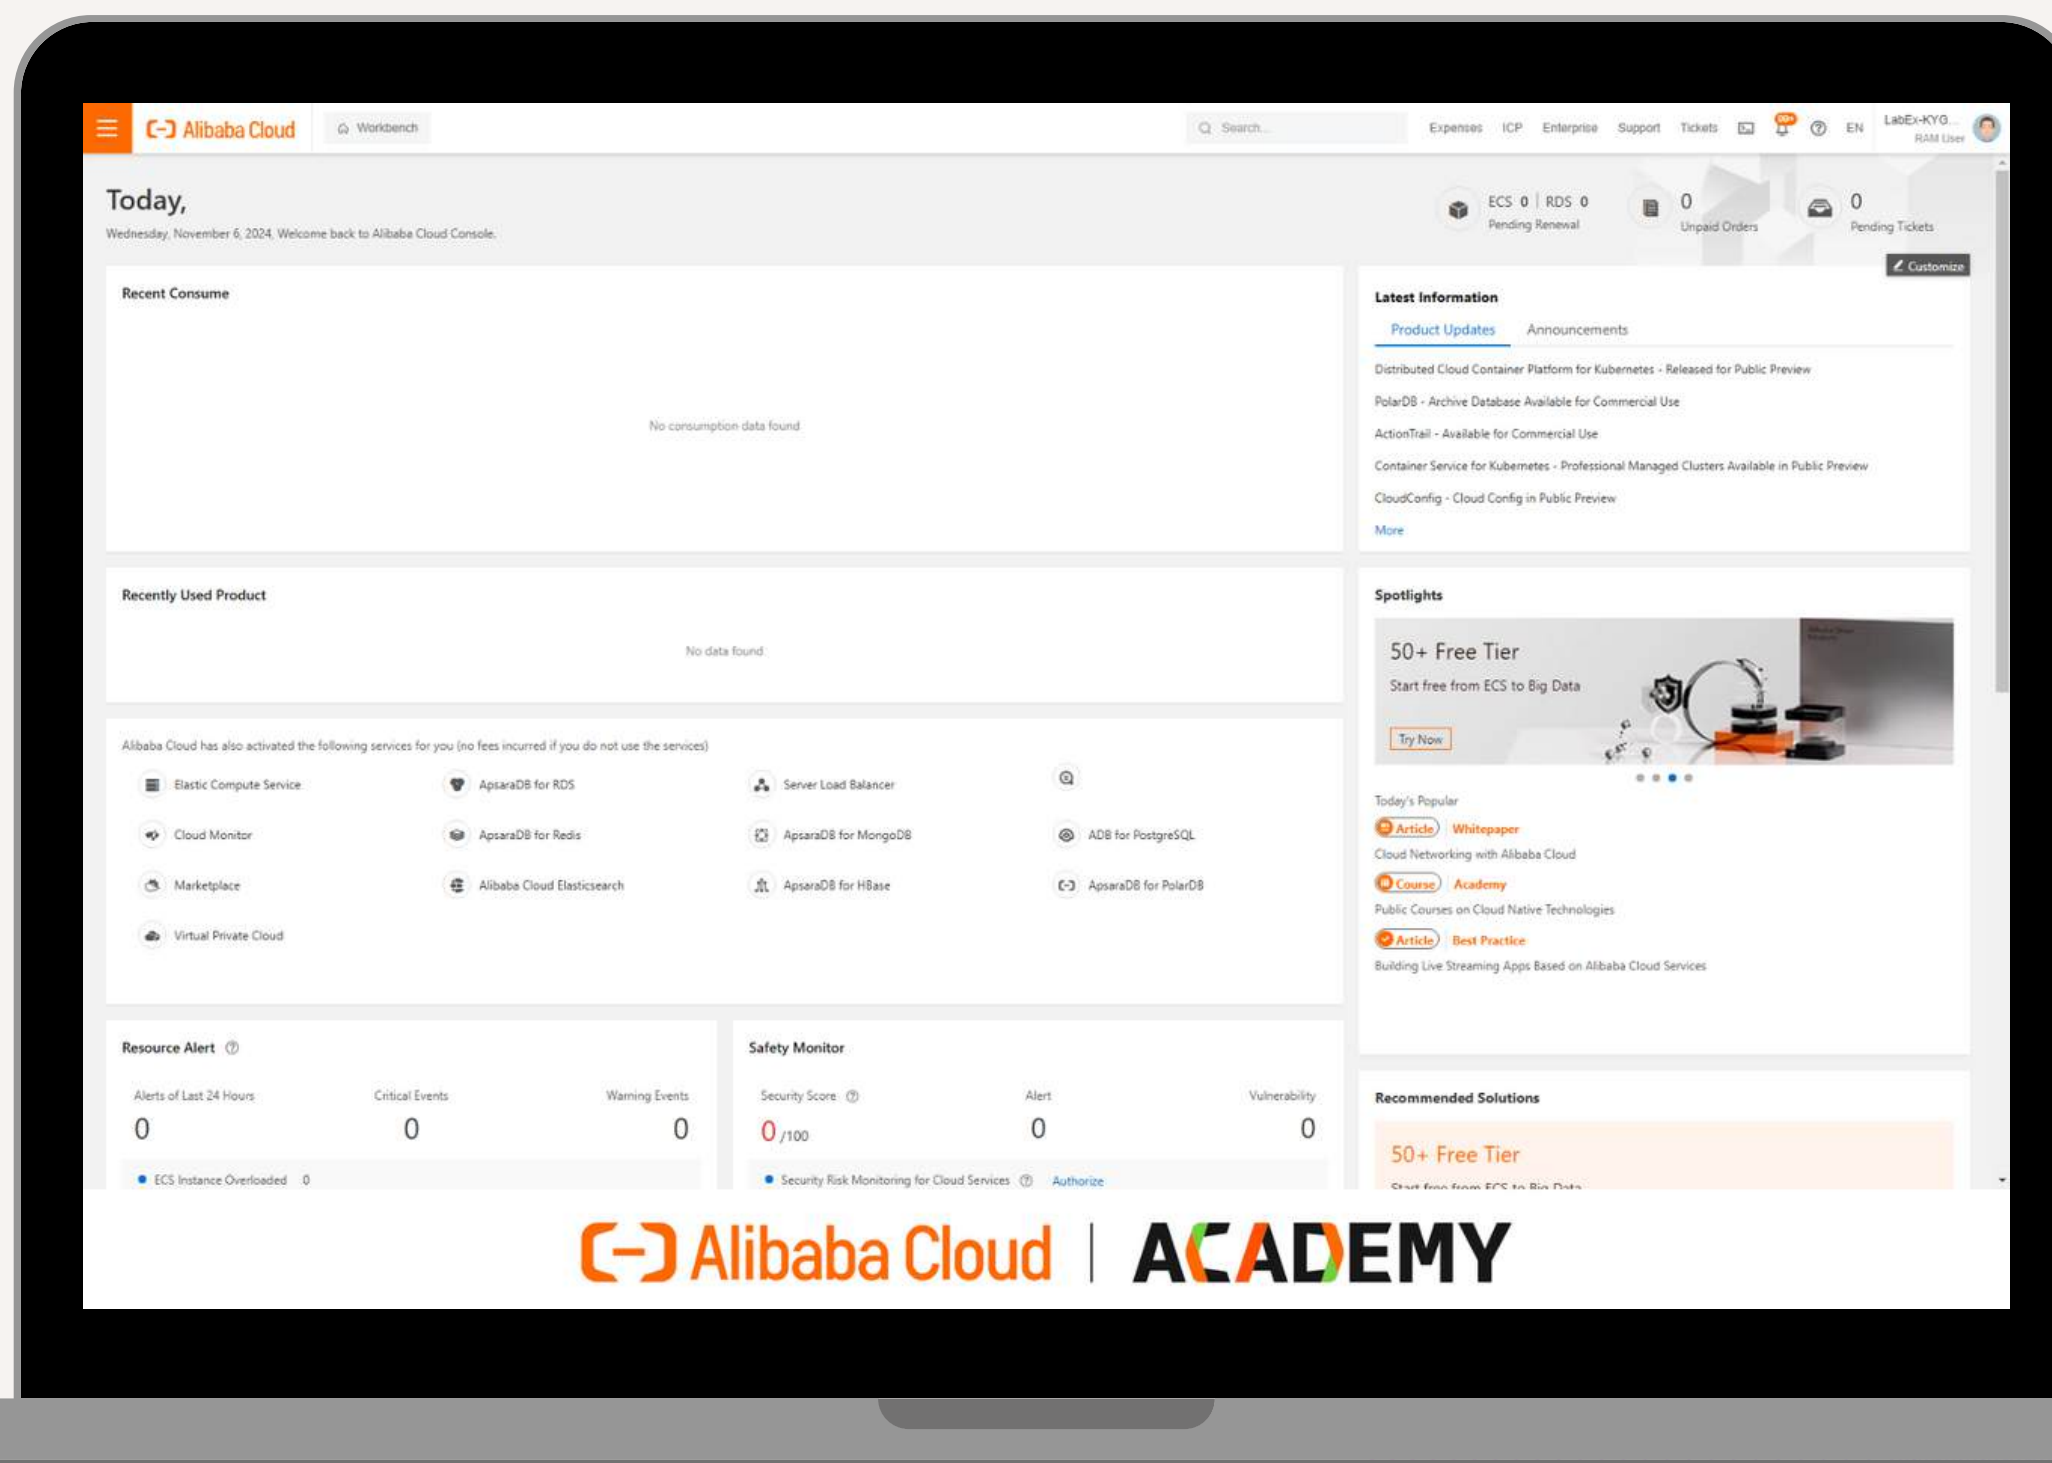 Alibaba Cloud
Workbench
Search...
Expenses ICP Enterprise Support Tickets 99+ EN
LabEx-KYG...
RAM User
Today,
Wednesday, November 6, 2024, Welcome back to Alibaba Cloud Console.
ECS 0 | RDS 0
Pending Renewal
0
Unpaid Orders
0
Pending Tickets
Customize
Recent Consume
No consumption data found
Latest Information
Product Updates Announcements
Distributed Cloud Container Platform for Kubernetes - Released for Public Preview
PolarDB - Archive Database Available for Commercial Use
ActionTrail - Available for Commercial Use
Container Service for Kubernetes - Professional Managed Clusters Available in Public Preview
CloudConfig - Cloud Config in Public Preview
More
Recently Used Product
No data found
Spotlights
50+ Free Tier
Start free from ECS to Big Data
Try Now
Today's Popular
Article Whitepaper
Cloud Networking with Alibaba Cloud
Course Academy
Public Courses on Cloud Native Technologies
Article Best Practice
Building Live Streaming Apps Based on Alibaba Cloud Services
Alibaba Cloud has also activated the following services for you (no fees incurred if you do not use the services)
Elastic Compute Service ApsaraDB for RDS Server Load Balancer
Cloud Monitor ApsaraDB for Redis ApsaraDB for MongoDB ADB for PostgreSQL
Marketplace Alibaba Cloud Elasticsearch ApsaraDB for HBase ApsaraDB for PolarDB
Virtual Private Cloud
Resource Alert
Alerts of Last 24 Hours Critical Events Warning Events
0 0 0
ECS Instance Overloaded 0
Safety Monitor
Security Score Alert Vulnerability
0 /100 0 0
Security Risk Monitoring for Cloud Services Authorize
Recommended Solutions
50+ Free Tier
Start free from ECS to Big Data
Alibaba Cloud | ACADEMY